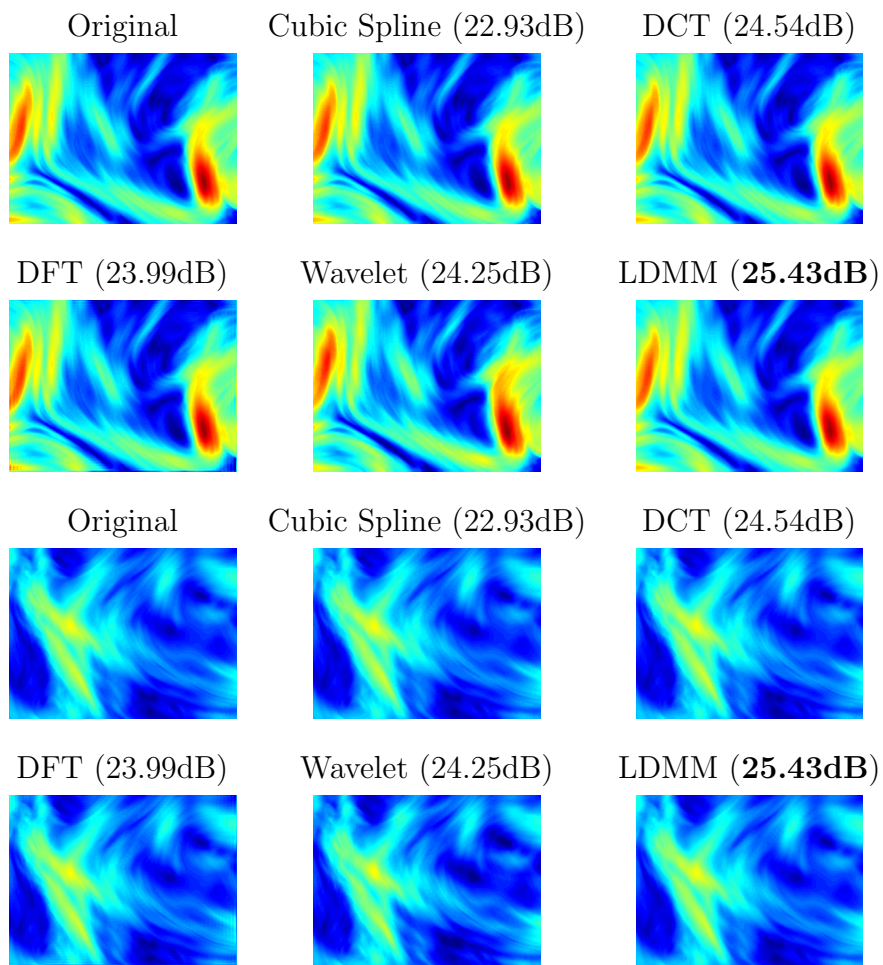 Original Cubic Spline (22.93dB) DCT (24.54dB)
DFT (23.99dB) Wavelet (24.25dB) LDMM (25.43dB)
Original Cubic Spline (22.93dB) DCT (24.54dB)
DFT (23.99dB) Wavelet (24.25dB) LDMM (25.43dB)